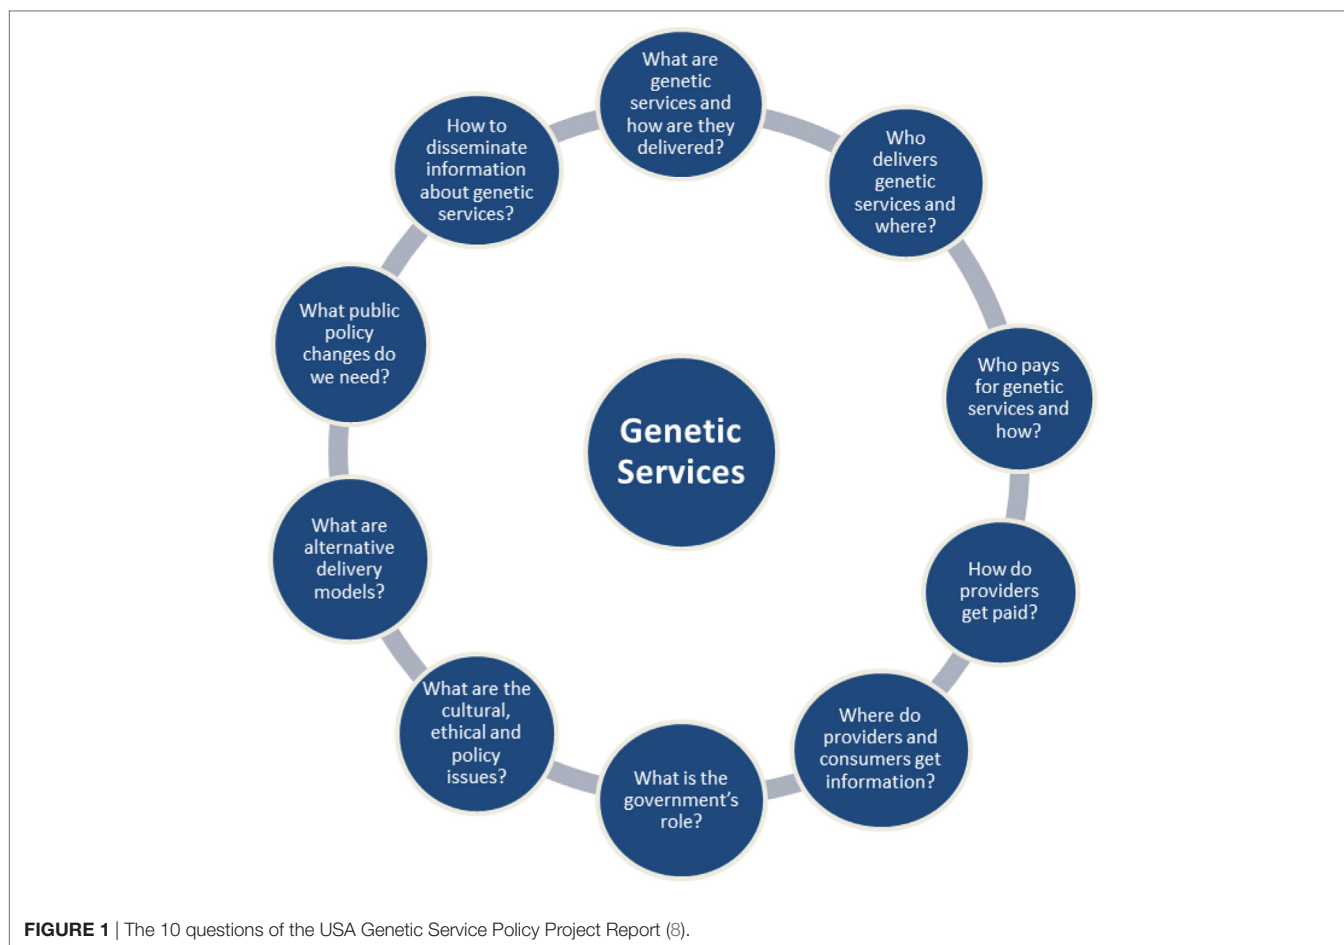 What are
genetic
services and
how are they
delivered?
Who
delivers
genetic
services and
where?
Who pays
for genetic
services and
how?
How do
providers
get paid?
Where do
providers and
consumers get
information?
What is the
government’s
role?
What are the
cultural,
ethical and
policy
issues?
What are
alternative
delivery
models?
What public
policy
changes do
we need?
How to
disseminate
information
about genetic
services?
Genetic
Services
FIGURE 1 | The 10 questions of the USA Genetic Service Policy Project Report (8).